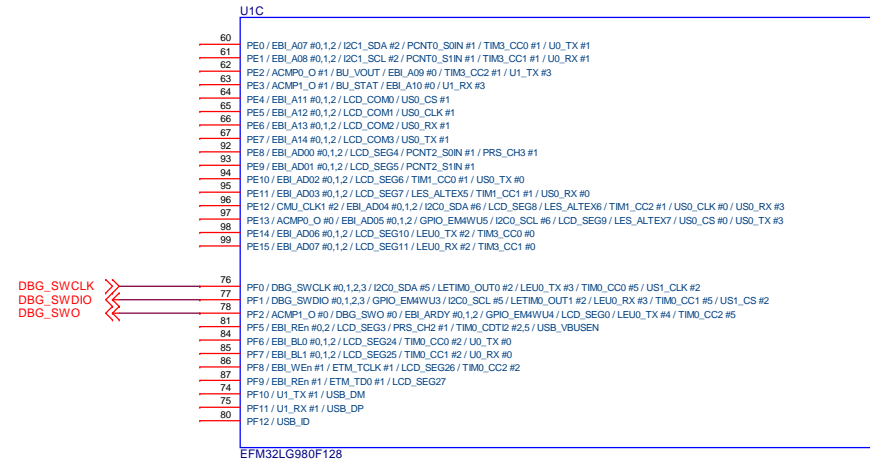 U1C
60 PE0 / EBI_A07 #0,1,2 / I2C1_SDA #2 / PCNT0_S0IN #1 / TIM3_CC0 #1 / U0_TX #1
61 PE1 / EBI_A08 #0,1,2 / I2C1_SCL #2 / PCNT0_S1IN #1 / TIM3_CC1 #1 / U0_RX #1
62 PE2 / ACMP0_O #1 / BU_VOUT / EBI_A09 #0 / TIM3_CC2 #1 / U1_TX #3
63 PE3 / ACMP1_O #1 / BU_STAT / EBI_A10 #0 / U1_RX #3
64 PE4 / EBI_A11 #0,1,2 / LCD_COM0 / US0_CS #1
65 PE5 / EBI_A12 #0,1,2 / LCD_COM1 / US0_CLK #1
66 PE6 / EBI_A13 #0,1,2 / LCD_COM2 / US0_RX #1
67 PE7 / EBI_A14 #0,1,2 / LCD_COM3 / US0_TX #1
92 PE8 / EBI_AD00 #0,1,2 / LCD_SEG4 / PCNT2_S0IN #1 / PRS_CH3 #1
93 PE9 / EBI_AD01 #0,1,2 / LCD_SEG5 / PCNT2_S1IN #1
94 PE10 / EBI_AD02 #0,1,2 / LCD_SEG6 / TIM1_CC0 #1 / US0_TX #0
95 PE11 / EBI_AD03 #0,1,2 / LCD_SEG7 / LES_ALTEX5 / TIM1_CC1 #1 / US0_RX #0
96 PE12 / CMU_CLK1 #2 / EBI_AD04 #0,1,2 / I2C0_SDA #6 / LCD_SEG8 / LES_ALTEX6 / TIM1_CC2 #1 / US0_CLK #0 / US0_RX #3
97 PE13 / ACMP0_O #0 / EBI_AD05 #0,1,2 / GPIO_EM4WU5 / I2C0_SCL #6 / LCD_SEG9 / LES_ALTEX7 / US0_CS #0 / US0_TX #3
98 PE14 / EBI_AD06 #0,1,2 / LCD_SEG10 / LEU0_TX #2 / TIM3_CC0 #0
99 PE15 / EBI_AD07 #0,1,2 / LCD_SEG11 / LEU0_RX #2 / TIM3_CC1 #0
DBG_SWCLK 76 PF0 / DBG_SWCLK #0,1,2,3 / I2C0_SDA #5 / LETIM0_OUT0 #2 / LEU0_TX #3 / TIM0_CC0 #5 / US1_CLK #2
DBG_SWDIO 77 PF1 / DBG_SWDIO #0,1,2,3 / GPIO_EM4WU3 / I2C0_SCL #5 / LETIM0_OUT1 #2 / LEU0_RX #3 / TIM0_CC1 #5 / US1_CS #2
DBG_SWO 78 PF2 / ACMP1_O #0 / DBG_SWO #0 / EBI_ARDY #0,1,2 / GPIO_EM4WU4 / LCD_SEG0 / LEU0_TX #4 / TIM0_CC2 #5
81 PF5 / EBI_REn #0,2 / LCD_SEG3 / PRS_CH2 #1 / TIM0_CDTI2 #2,5 / USB_VBUSEN
84 PF6 / EBI_BL0 #0,1,2 / LCD_SEG24 / TIM0_CC0 #2 / U0_TX #0
85 PF7 / EBI_BL1 #0,1,2 / LCD_SEG25 / TIM0_CC1 #2 / U0_RX #0
86 PF8 / EBI_WEn #1 / ETM_TCLK #1 / LCD_SEG26 / TIM0_CC2 #2
87 PF9 / EBI_REn #1 / ETM_TD0 #1 / LCD_SEG27
74 PF10 / U1_TX #1 / USB_DM
75 PF11 / U1_RX #1 / USB_DP
80 PF12 / USB_ID
EFM32LG980F128